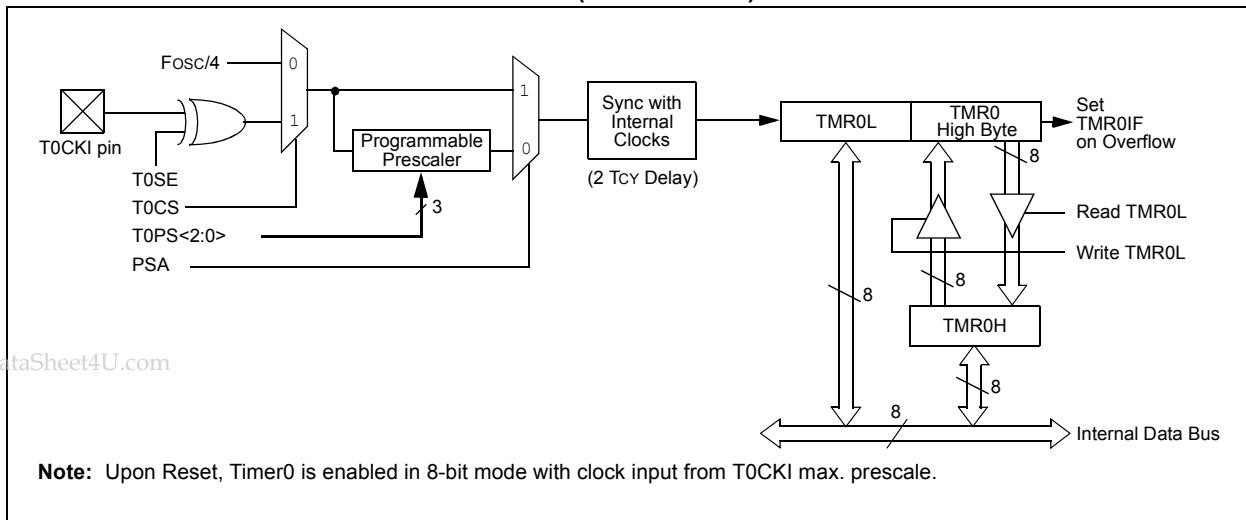 FOSC/4
0
1
T0CKI pin
T0SE
T0CS
T0PS<2:0>
PSA
Programmable
Prescaler
3
1
0
Sync with
Internal
Clocks
(2 TCY Delay)
TMR0L
TMR0
High Byte
Set
TMR0IF
on Overflow
8
Read TMR0L
Write TMR0L
8
8
TMR0H
8
8
Internal Data Bus
ataSheet4U.com
Note: Upon Reset, Timer0 is enabled in 8-bit mode with clock input from T0CKI max. prescale.